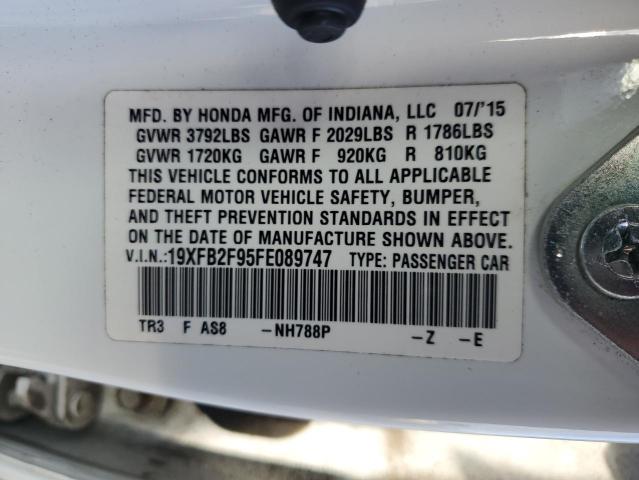 MFD. BY HONDA MFG. OF INDIANA, LLC 07/'15
GVWR 3792LBS GAWR F 2029LBS R 1786LBS
GVWR 1720KG GAWR F 920KG R 810KG
THIS VEHICLE CONFORMS TO ALL APPLICABLE
FEDERAL MOTOR VEHICLE SAFETY, BUMPER,
AND THEFT PREVENTION STANDARDS IN EFFECT
ON THE DATE OF MANUFACTURE SHOWN ABOVE.
V.I.N.:19XFB2F95FE089747 TYPE: PASSENGER CAR
TR3 F AS8 -NH788P -Z -E